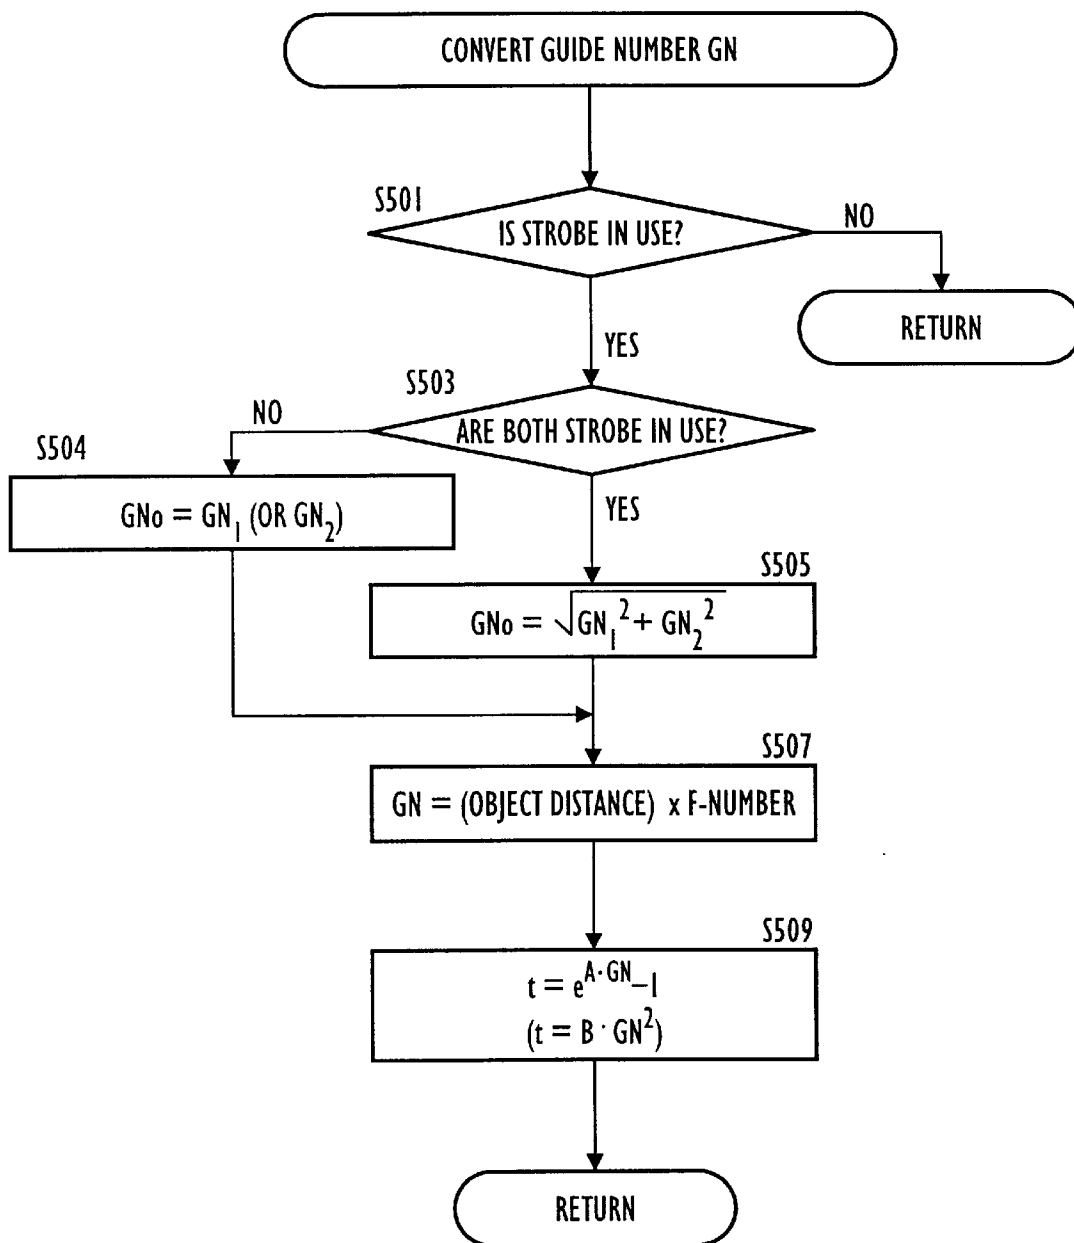 CONVERT GUIDE NUMBER GN
S501
IS STROBE IN USE?
NO
RETURN
YES
S503
ARE BOTH STROBE IN USE?
NO
S504
GNo = GN₁ (OR GN₂)
YES
S505
GNo = √(GN₁² + GN₂²)
S507
GN = (OBJECT DISTANCE) x F-NUMBER
S509
t = e^(A·GN) – 1
(t = B · GN²)
RETURN